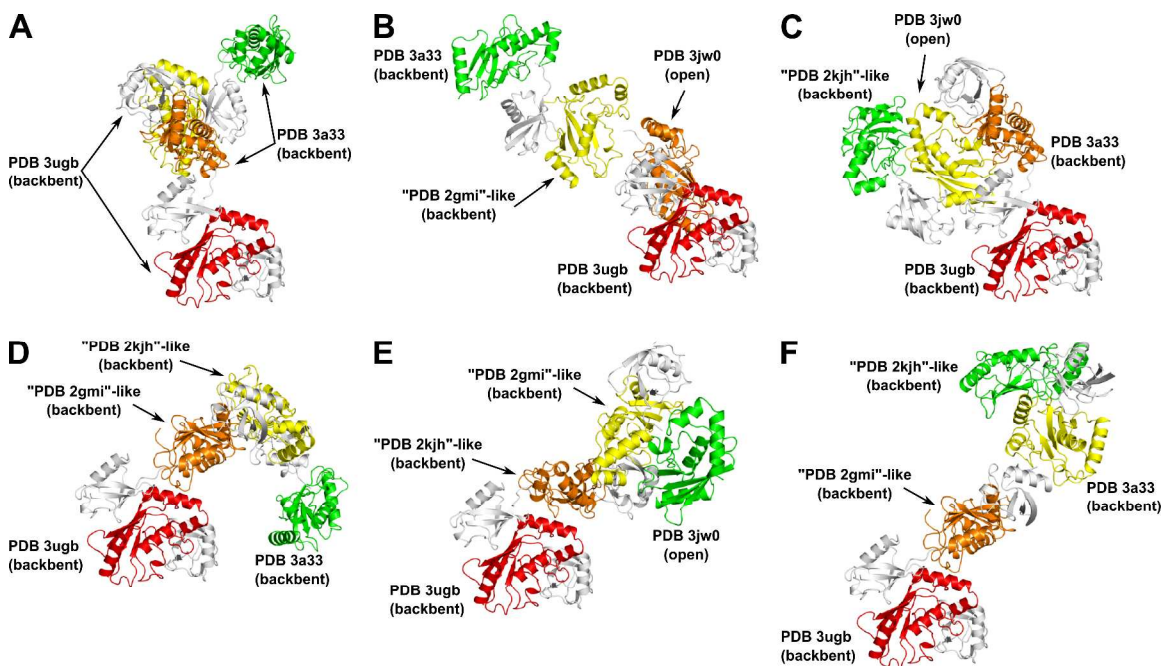 A
PDB 3ugb
(backbent)
PDB 3a33
(backbent)
B
PDB 3a33
(backbent)
PDB 3jw0
(open)
"PDB 2gmi"-like
(backbent)
PDB 3ugb
(backbent)
C
PDB 3jw0
(open)
"PDB 2kjh"-like
(backbent)
PDB 3a33
(backbent)
PDB 3ugb
(backbent)
D
"PDB 2kjh"-like
(backbent)
"PDB 2gmi"-like
(backbent)
PDB 3ugb
(backbent)
PDB 3a33
(backbent)
E
"PDB 2gmi"-like
(backbent)
"PDB 2kjh"-like
(backbent)
PDB 3jw0
(open)
PDB 3ugb
(backbent)
F
"PDB 2kjh"-like
(backbent)
"PDB 2gmi"-like
(backbent)
PDB 3a33
(backbent)
PDB 3ugb
(backbent)